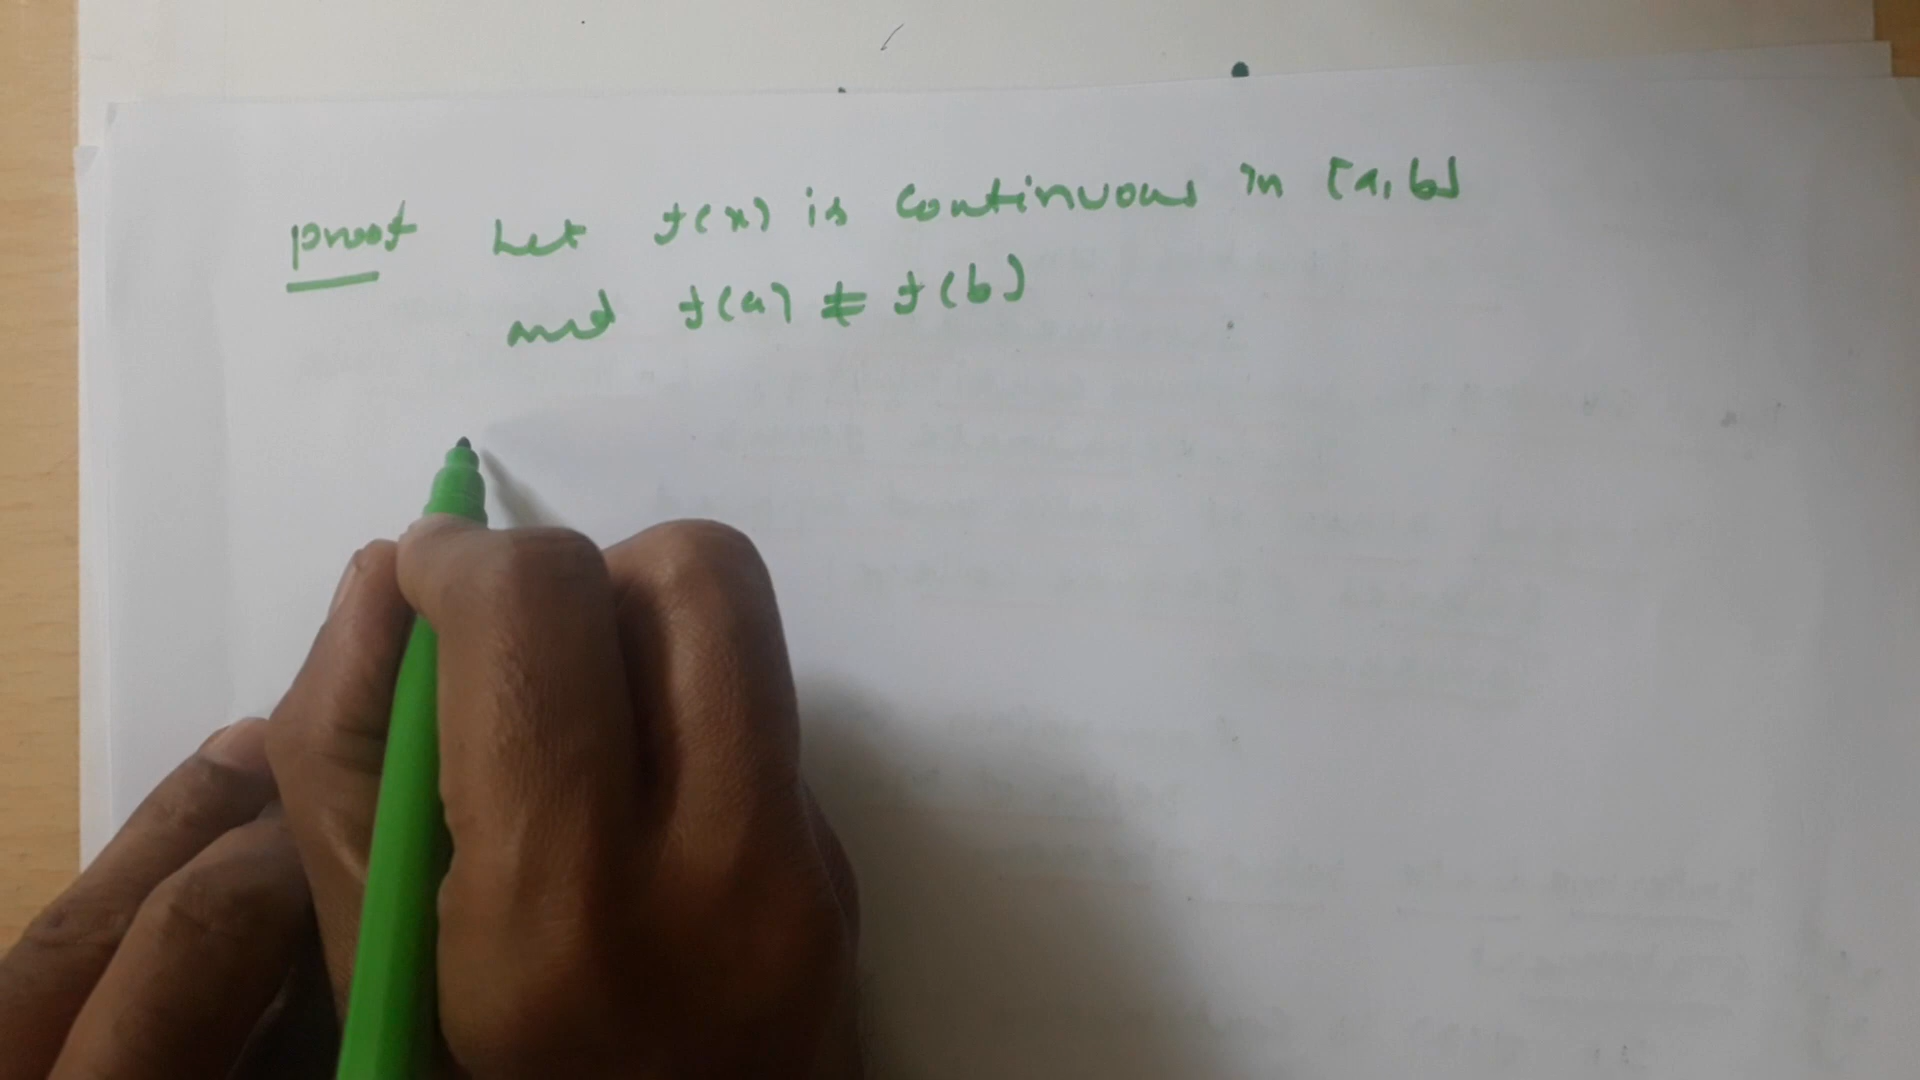 Proof Let f(x) is continuous in [a, b]
and f(a) ≠ f(b)